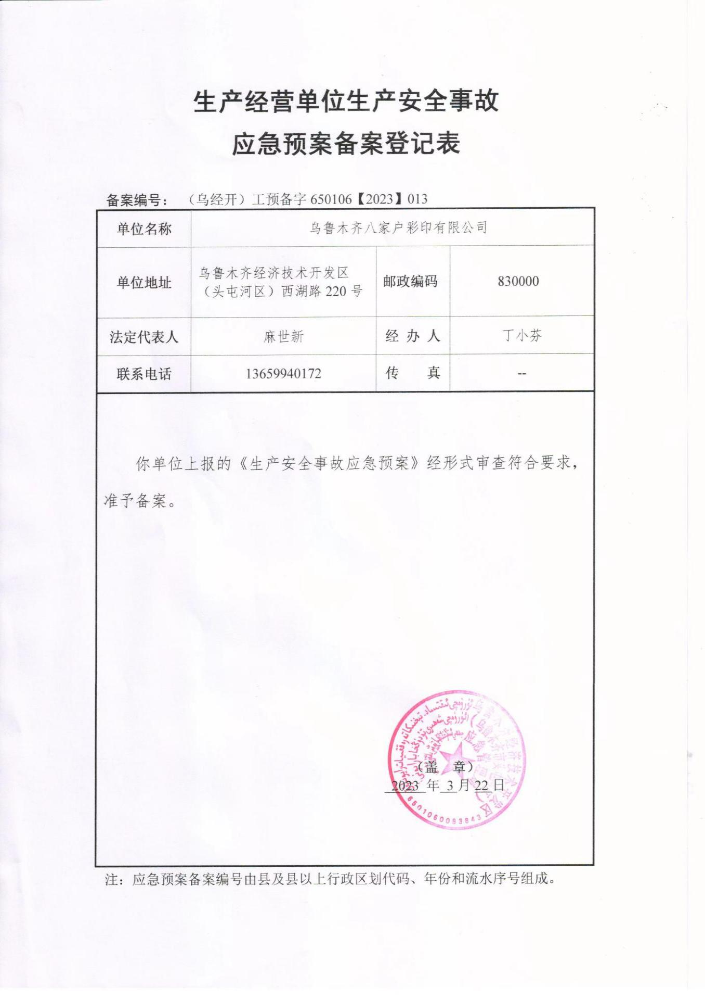 生产经营单位生产安全事故
应急预案备案登记表
备案编号： （乌经开）工预备字 650106【2023】013
单位名称 乌鲁木齐八家户彩印有限公司
单位地址 乌鲁木齐经济技术开发区
（头屯河区）西湖路 220 号 邮政编码 830000
法定代表人 麻世新 经 办 人 丁小芬
联系电话 13659940172 传 真 --
你单位上报的《生产安全事故应急预案》经形式审查符合要求，
准予备案。
应急管理
（盖 章）
2023 年 3 月 22 日
6501060083843
注：应急预案备案编号由县及县以上行政区划代码、年份和流水序号组成。